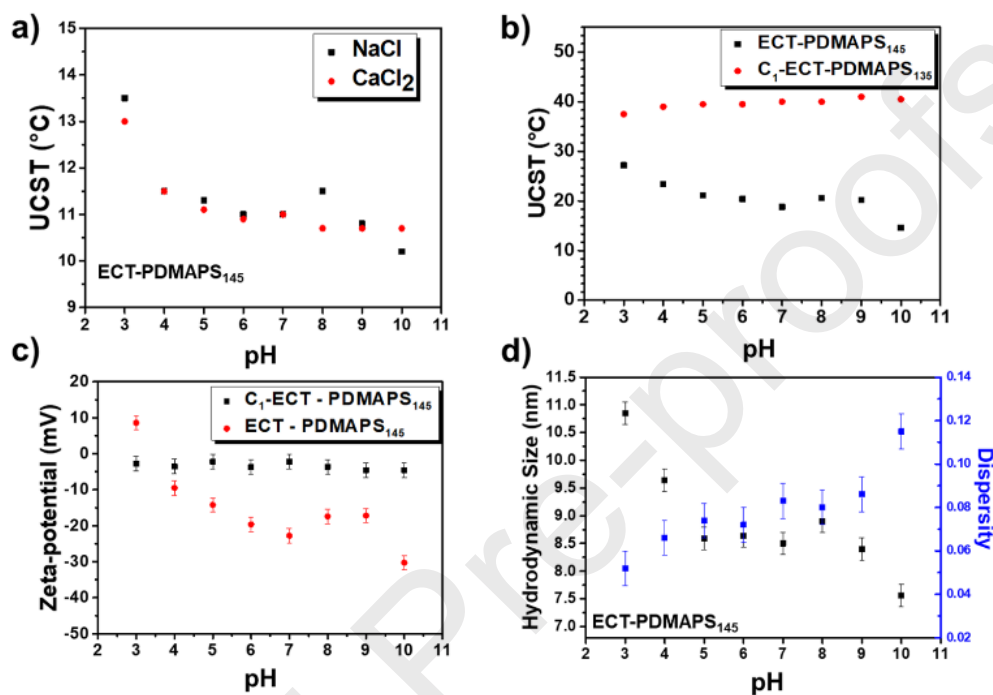 a)
15
14
13
12
11
10
9
UCST (°C)
NaCl
CaCl2
ECT-PDMAPS145
2 3 4 5 6 7 8 9 10 11
pH
b)
50
40
30
20
10
0
UCST (°C)
ECT-PDMAPS145
C1-ECT-PDMAPS135
2 3 4 5 6 7 8 9 10 11
pH
c)
20
10
0
-10
-20
-30
-40
-50
Zeta-potential (mV)
C1-ECT - PDMAPS145
ECT - PDMAPS145
2 3 4 5 6 7 8 9 10 11
pH
d)
11.5
11.0
10.5
10.0
9.5
9.0
8.5
8.0
7.5
7.0
Hydrodynamic Size (nm)
0.14
0.12
0.10
0.08
0.06
0.04
0.02
Dispersity
ECT-PDMAPS145
2 3 4 5 6 7 8 9 10 11
pH
Pre-proofs